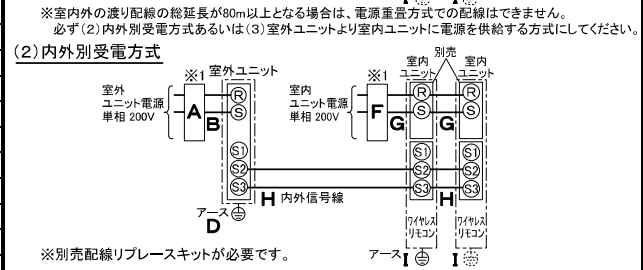 ※室内外の渡り配線の総延長が80m以上となる場合は、電源重畳方式での配線はできません。
必ず(2)内外別受電方式あるいは(3)室外ユニットより室内ユニットに電源を供給する方式にしてください。
(2)内外別受電方式
別売
※1 室外ユニット
※1
室内
ユニット
室内
ユニット
室外
ユニット電源
単相 200V
A
B
R
S
S1
S2
S3
室内
ユニット電源
単相 200V
F
G
R
S
G
R
S
S1
S2
S3
S1
S2
S3
H 内外信号線
H
アース
D
ワイヤレス
リモコン
ワイヤレス
リモコン
アース I
I
※別売配線リプレースキットが必要です。